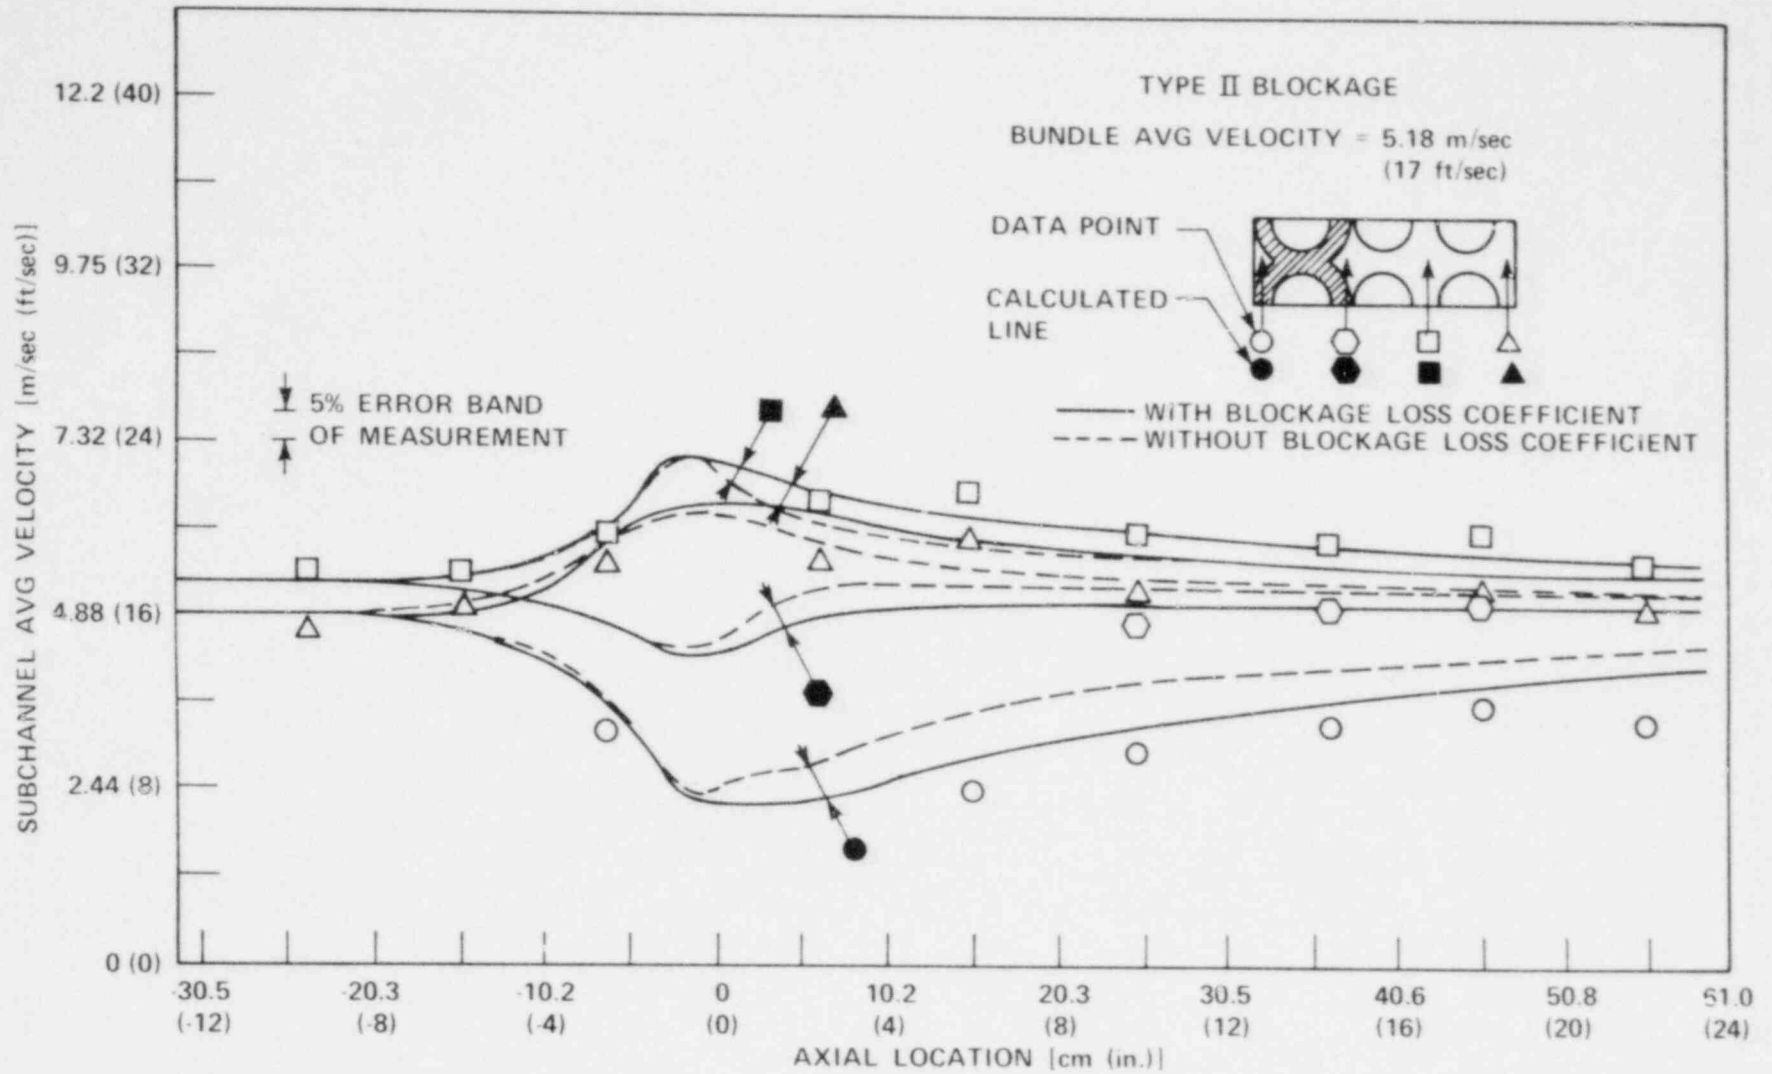 TYPE II BLOCKAGE
BUNDLE AVG VELOCITY = 5.18 m/sec
(17 ft/sec)
DATA POINT
CALCULATED
LINE
5% ERROR BAND
OF MEASUREMENT
WITH BLOCKAGE LOSS COEFFICIENT
WITHOUT BLOCKAGE LOSS COEFFICIENT
SUBCHANNEL AVG VELOCITY [m/sec (ft/sec)]
12.2 (40)
9.75 (32)
7.32 (24)
4.88 (16)
2.44 (8)
0 (0)
-30.5 -20.3 -10.2 0 10.2 20.3 30.5 40.6 50.8 61.0
(-12) (-8) (-4) (0) (4) (8) (12) (16) (20) (24)
AXIAL LOCATION [cm (in.)]